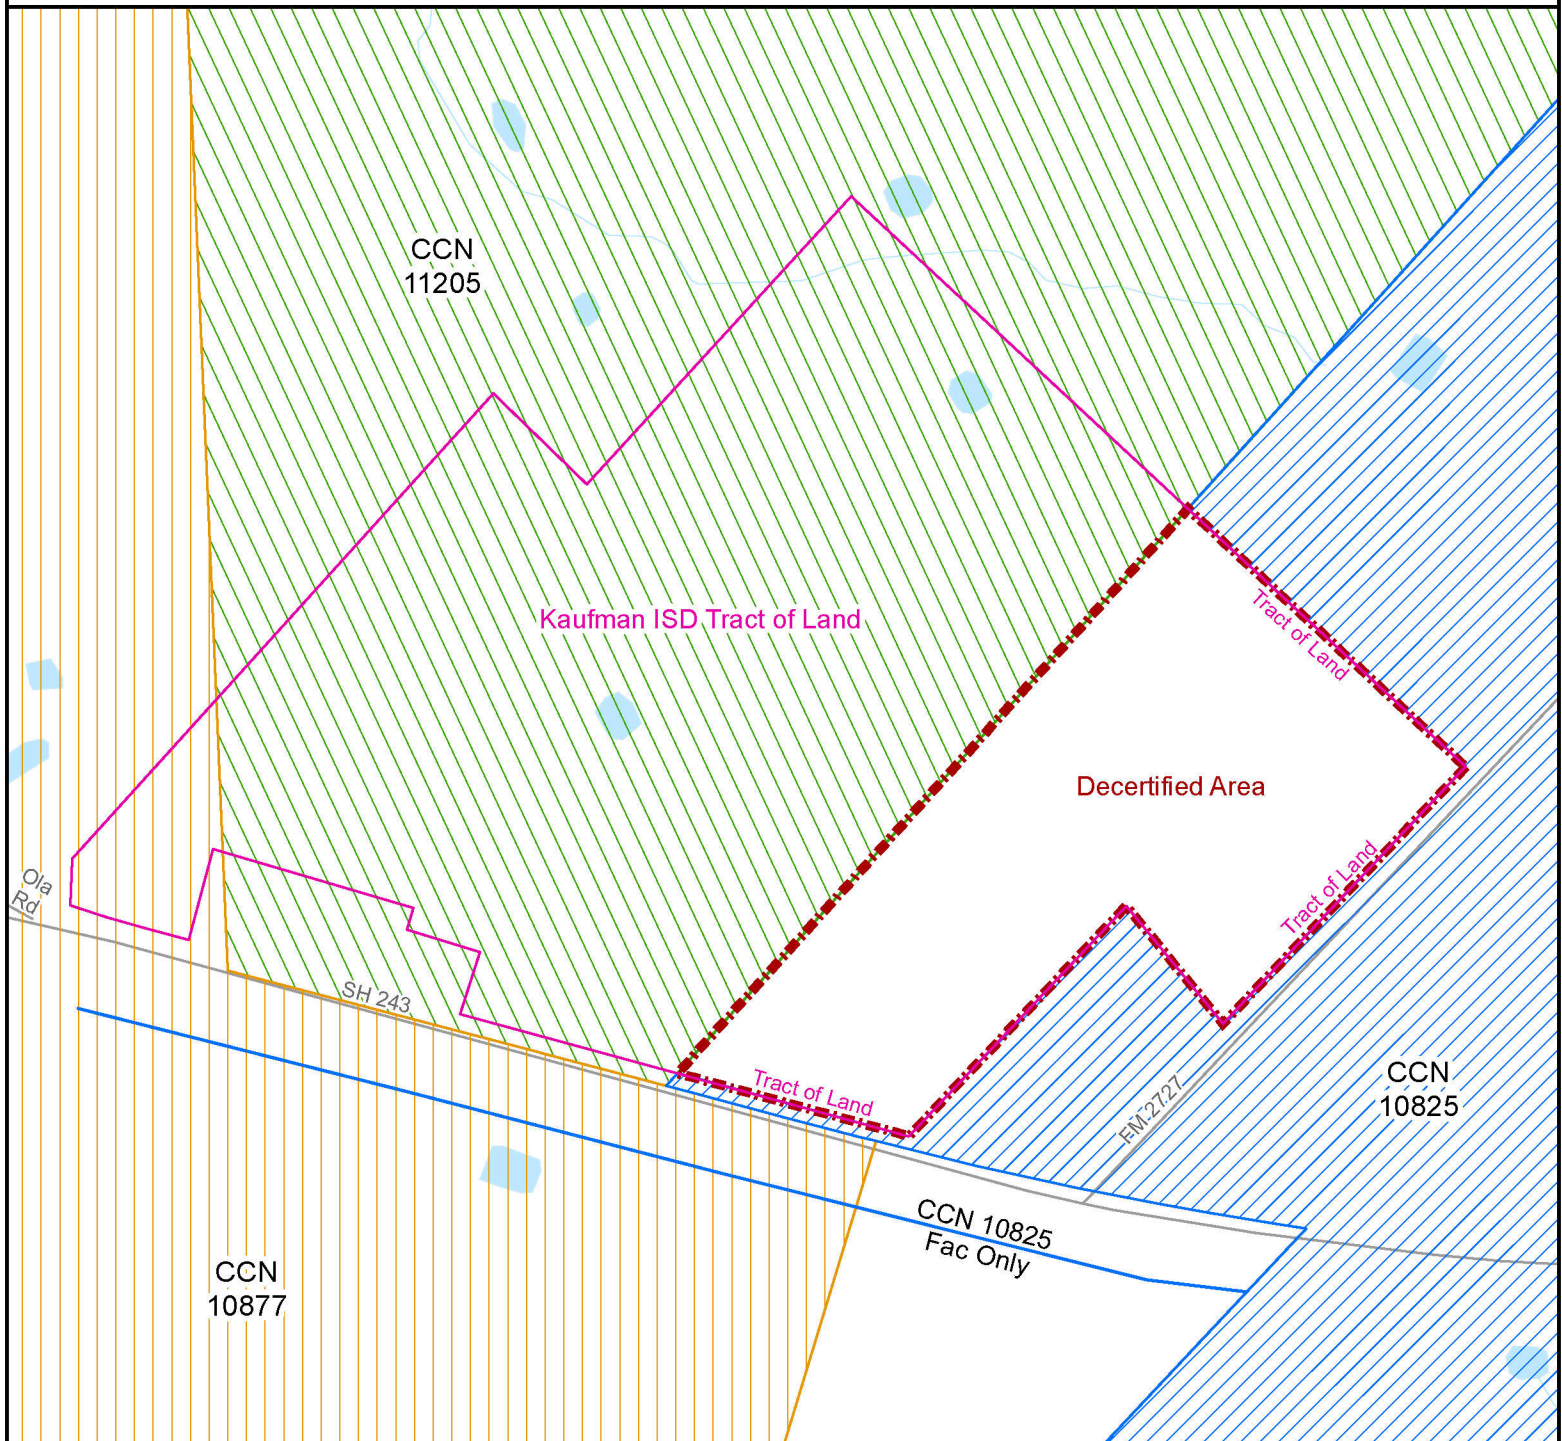 CCN
11205
Kaufman ISD Tract of Land
Tract of Land
Decertified Area
Tract of Land
Ola
Rd
SH 243
Tract of Land
FM 2727
CCN
10825
CCN 10825
Fac Only
CCN
10877